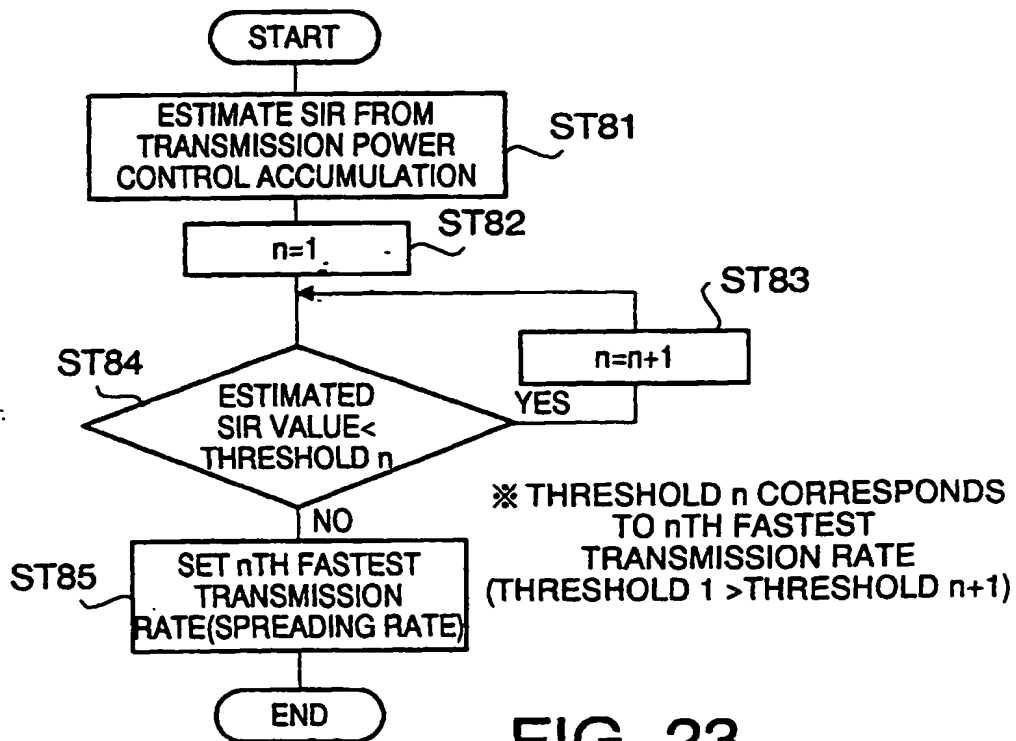 START
ESTIMATE SIR FROM
TRANSMISSION POWER
CONTROL ACCUMULATION
ST81
ST82
n=1
ST83
n=n+1
ST84
ESTIMATED
SIR VALUE<
THRESHOLD n
YES
NO
※ THRESHOLD n CORRESPONDS
TO nTH FASTEST
TRANSMISSION RATE
(THRESHOLD 1 >THRESHOLD n+1)
ST85
SET nTH FASTEST
TRANSMISSION
RATE(SPREADING RATE)
END
FIG. 23